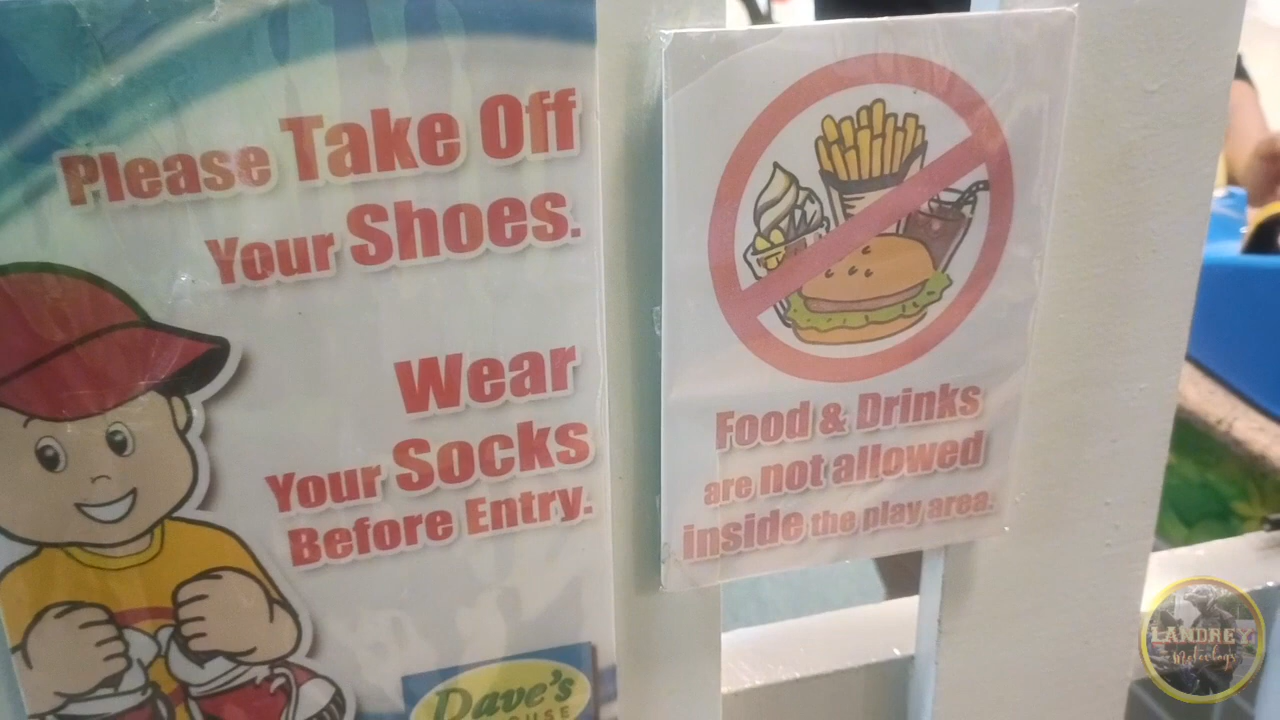 Please Take Off
Your Shoes.
Wear
Your Socks
Before Entry.
Dave's
Food & Drinks
are not allowed
inside the play area.
LANDREY
Motovlogs